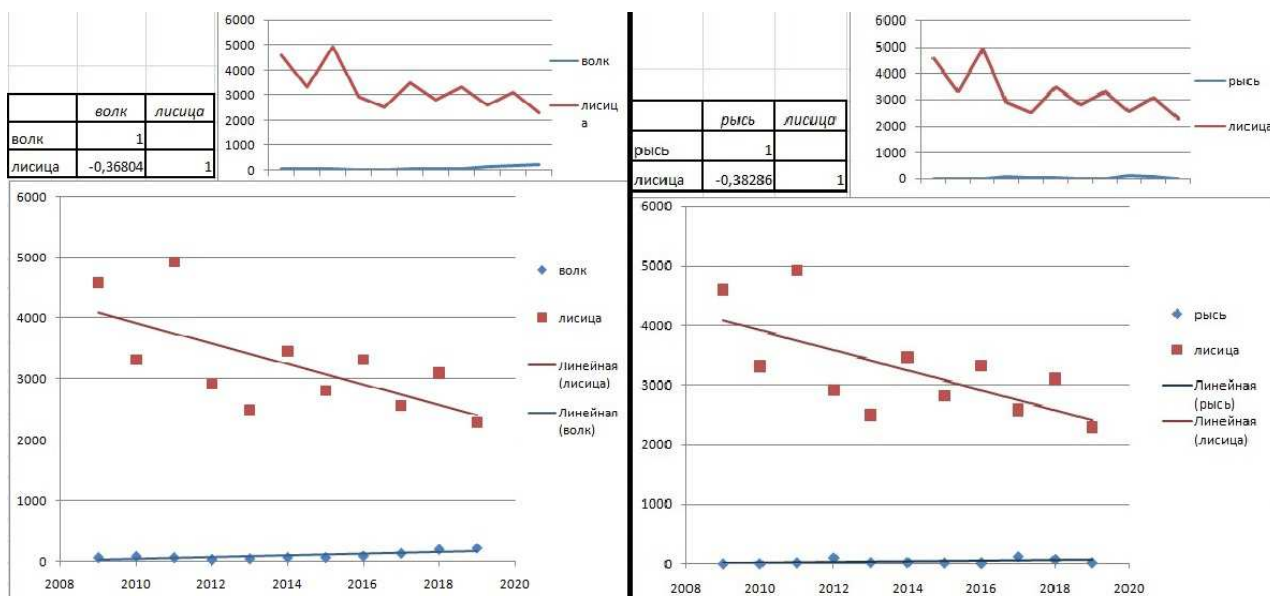 6000
5000
4000
3000
2000
1000
0
волк
лисиц
а
волк лисица
волк 1
лисица -0,36804 1
6000
5000
4000
3000
2000
1000
0
2008 2010 2012 2014 2016 2018 2020
волк
лисица
Линейная
(лисица)
Линейная
(волк)
6000
5000
4000
3000
2000
1000
0
рысь
лисица
рысь лисица
рысь 1
лисица -0,38286 1
6000
5000
4000
3000
2000
1000
0
2008 2010 2012 2014 2016 2018 2020
рысь
лисица
Линейная
(рысь)
Линейная
(лисица)